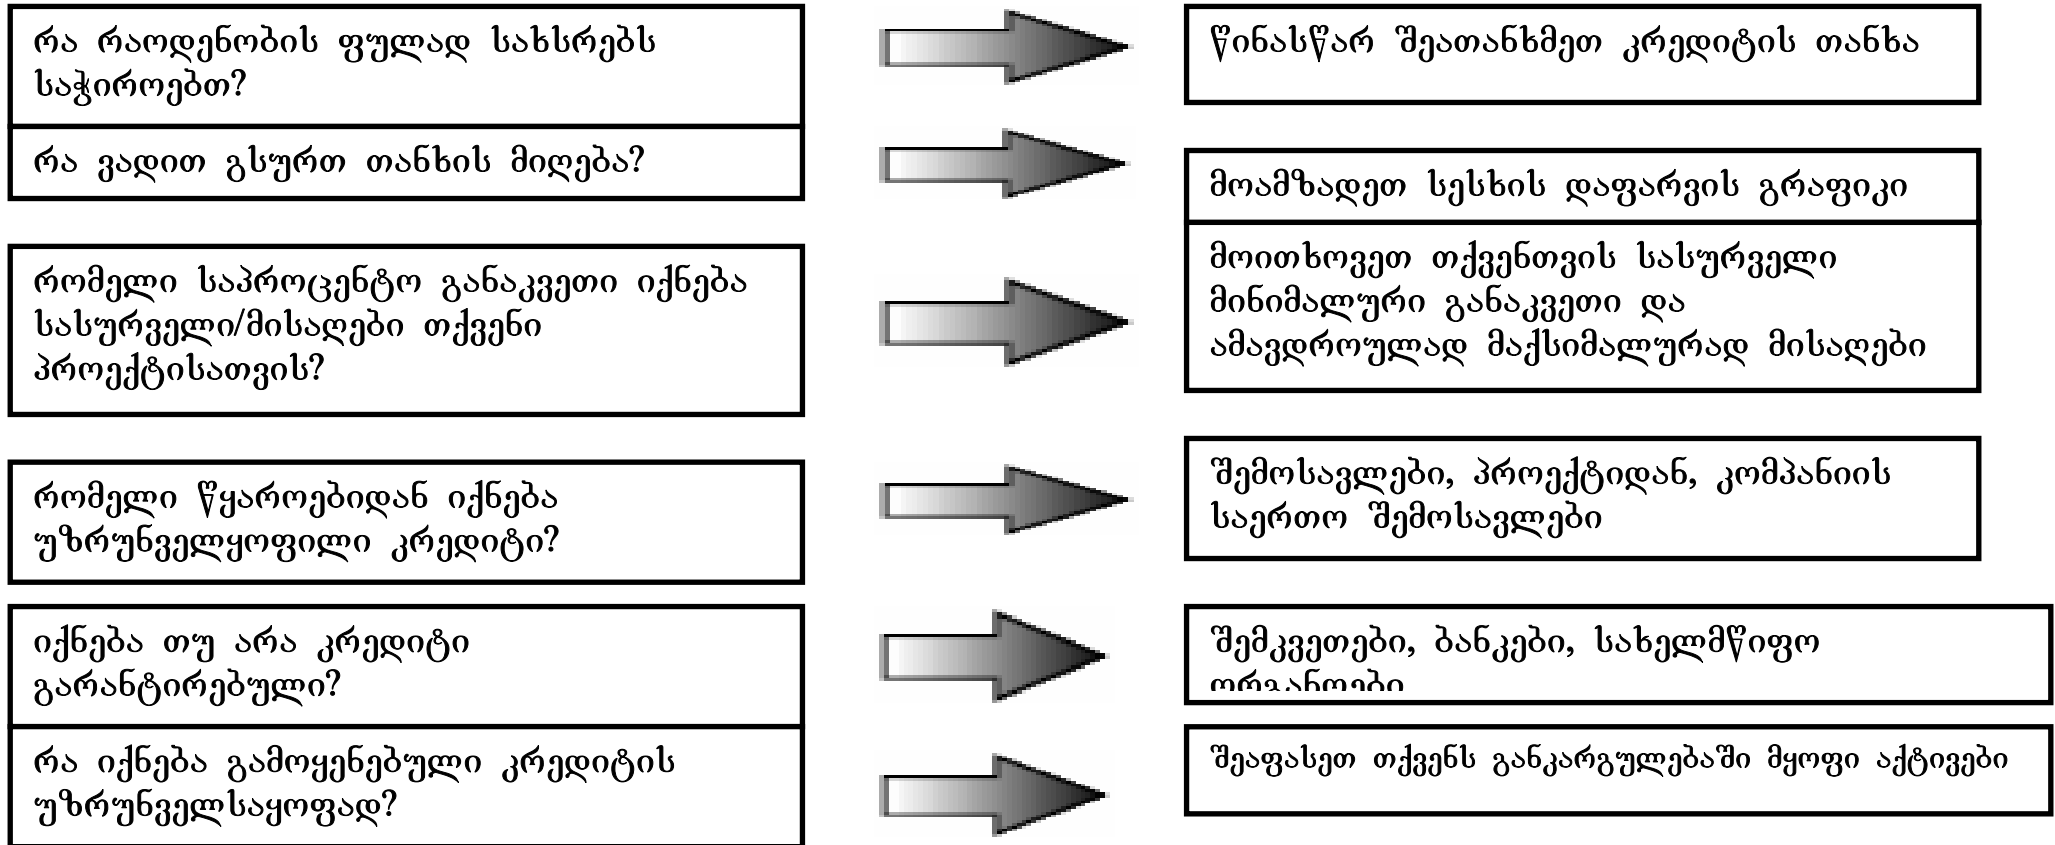 რა რაოდენობის ფულად სახსრებს
საჭიროებთ?
წინასწარ შეათანხმეთ კრედიტის თანხა
რა ვადით გსურთ თანხის მიღება?
მოამზადეთ სესხის დაფარვის გრაფიკი
რომელი საპროცენტო განაკვეთი იქნება
სასურველი/მისაღები თქვენი
პროექტისათვის?
მოითხოვეთ თქვენთვის სასურველი
მინიმალური განაკვეთი და
ამავდროულად მაქსიმალურად მისაღები
რომელი წყაროებიდან იქნება
უზრუნველყოფილი კრედიტი?
შემოსავლები, პროექტიდან, კომპანიის
საერთო შემოსავლები
იქნება თუ არა კრედიტი
გარანტირებული?
შემკვეთები, ბანკები, სახელმწიფო
ორგანოები
რა იქნება გამოყენებული კრედიტის
უზრუნველსაყოფად?
შეაფასეთ თქვენს განკარგულებაში მყოფი აქტივები